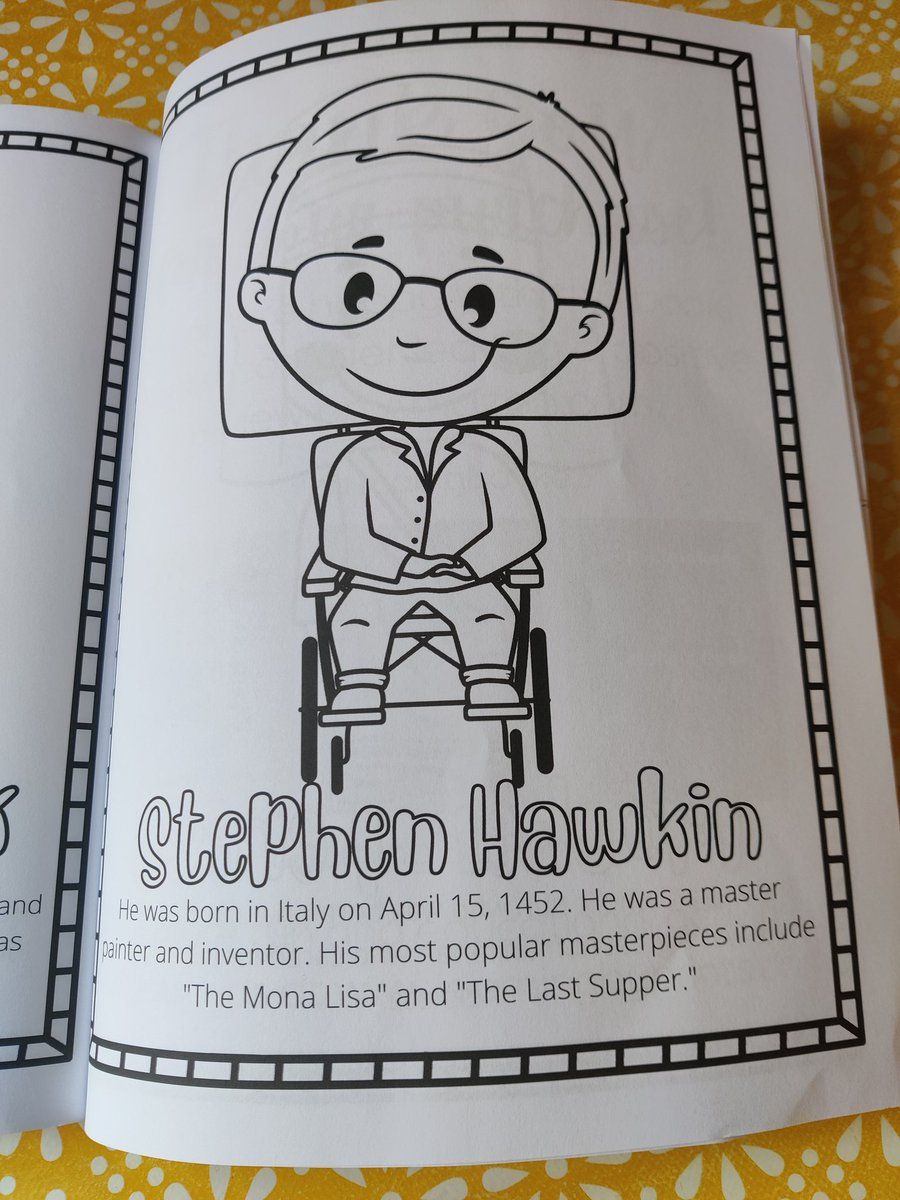 and
as
Stephen Hawkin
He was born in Italy on April 15, 1452. He was a master
painter and inventor. His most popular masterpieces include
"The Mona Lisa" and "The Last Supper."